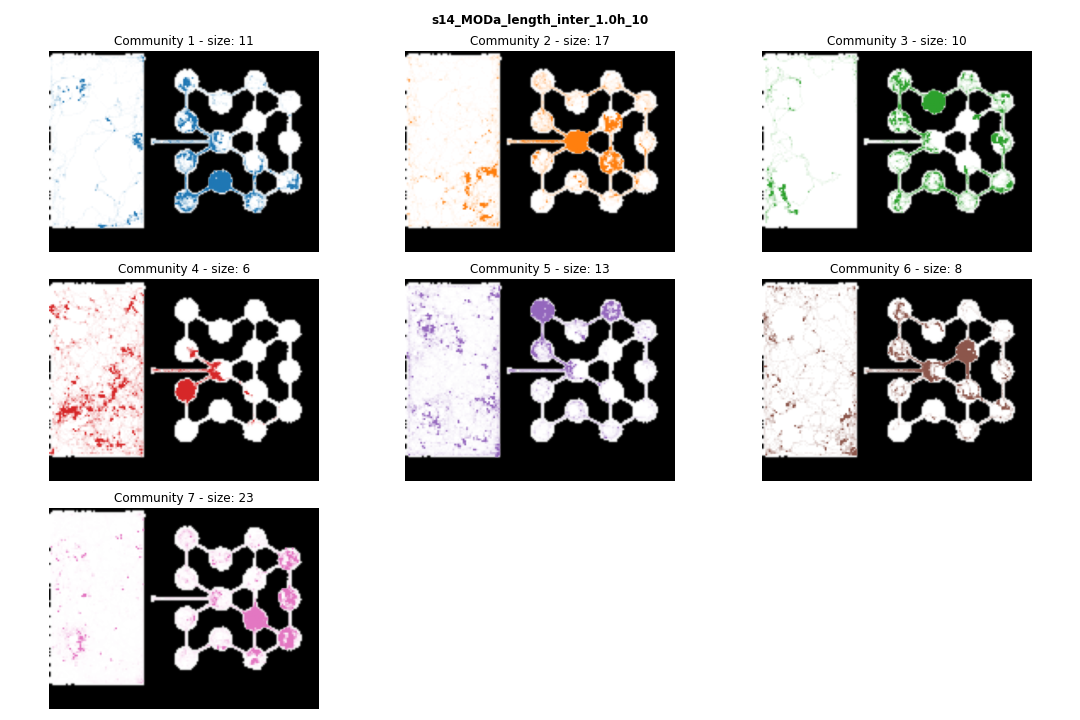 s14_MODa_length_inter_1.0h_10
Community 1 - size: 11
Community 2 - size: 17
Community 3 - size: 10
Community 4 - size: 6
Community 5 - size: 13
Community 6 - size: 8
Community 7 - size: 23